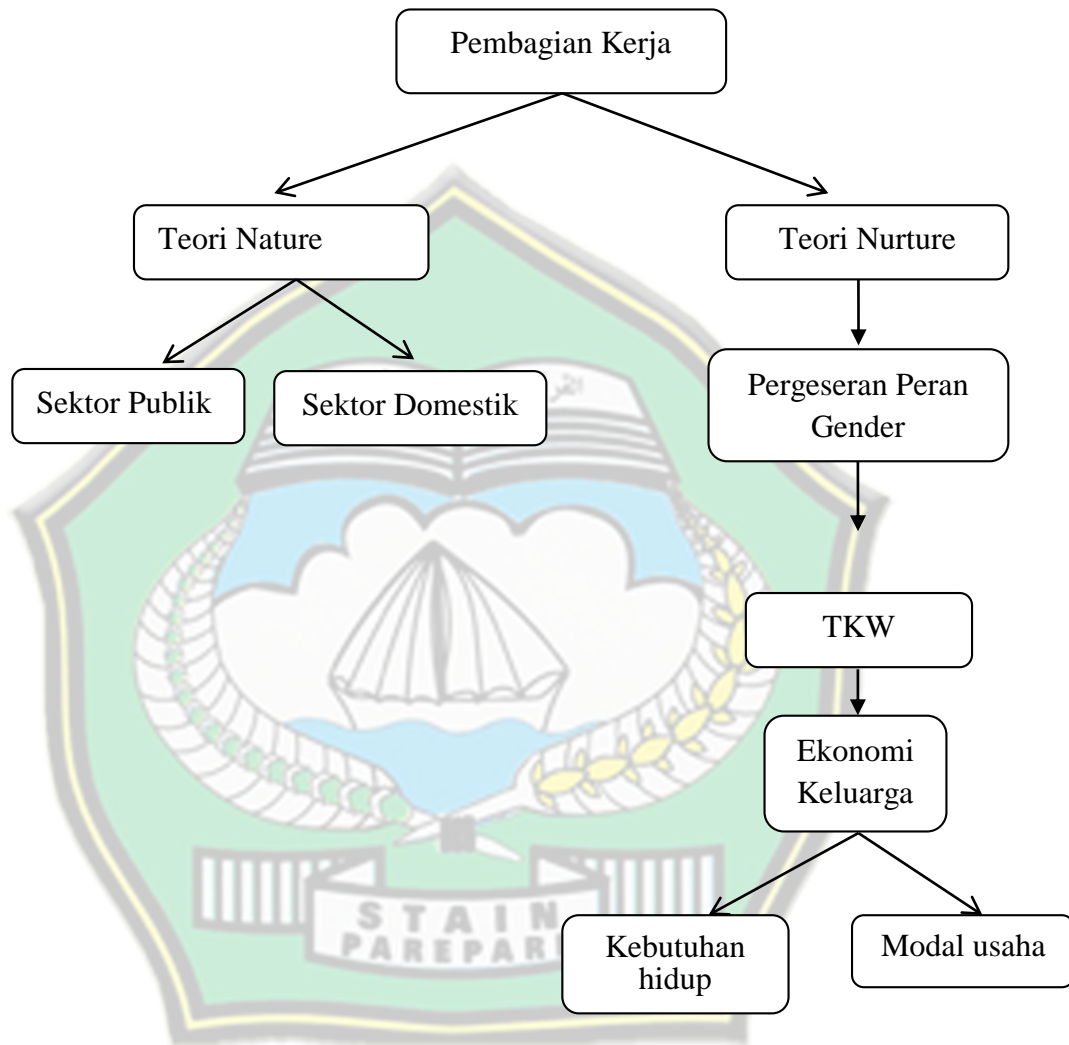 Pembagian Kerja
Teori Nature
Teori Nurture
Sektor Publik
Sektor Domestik
Pergeseran Peran
Gender
TKW
Ekonomi
Keluarga
Kebutuhan
hidup
Modal usaha
STAIN